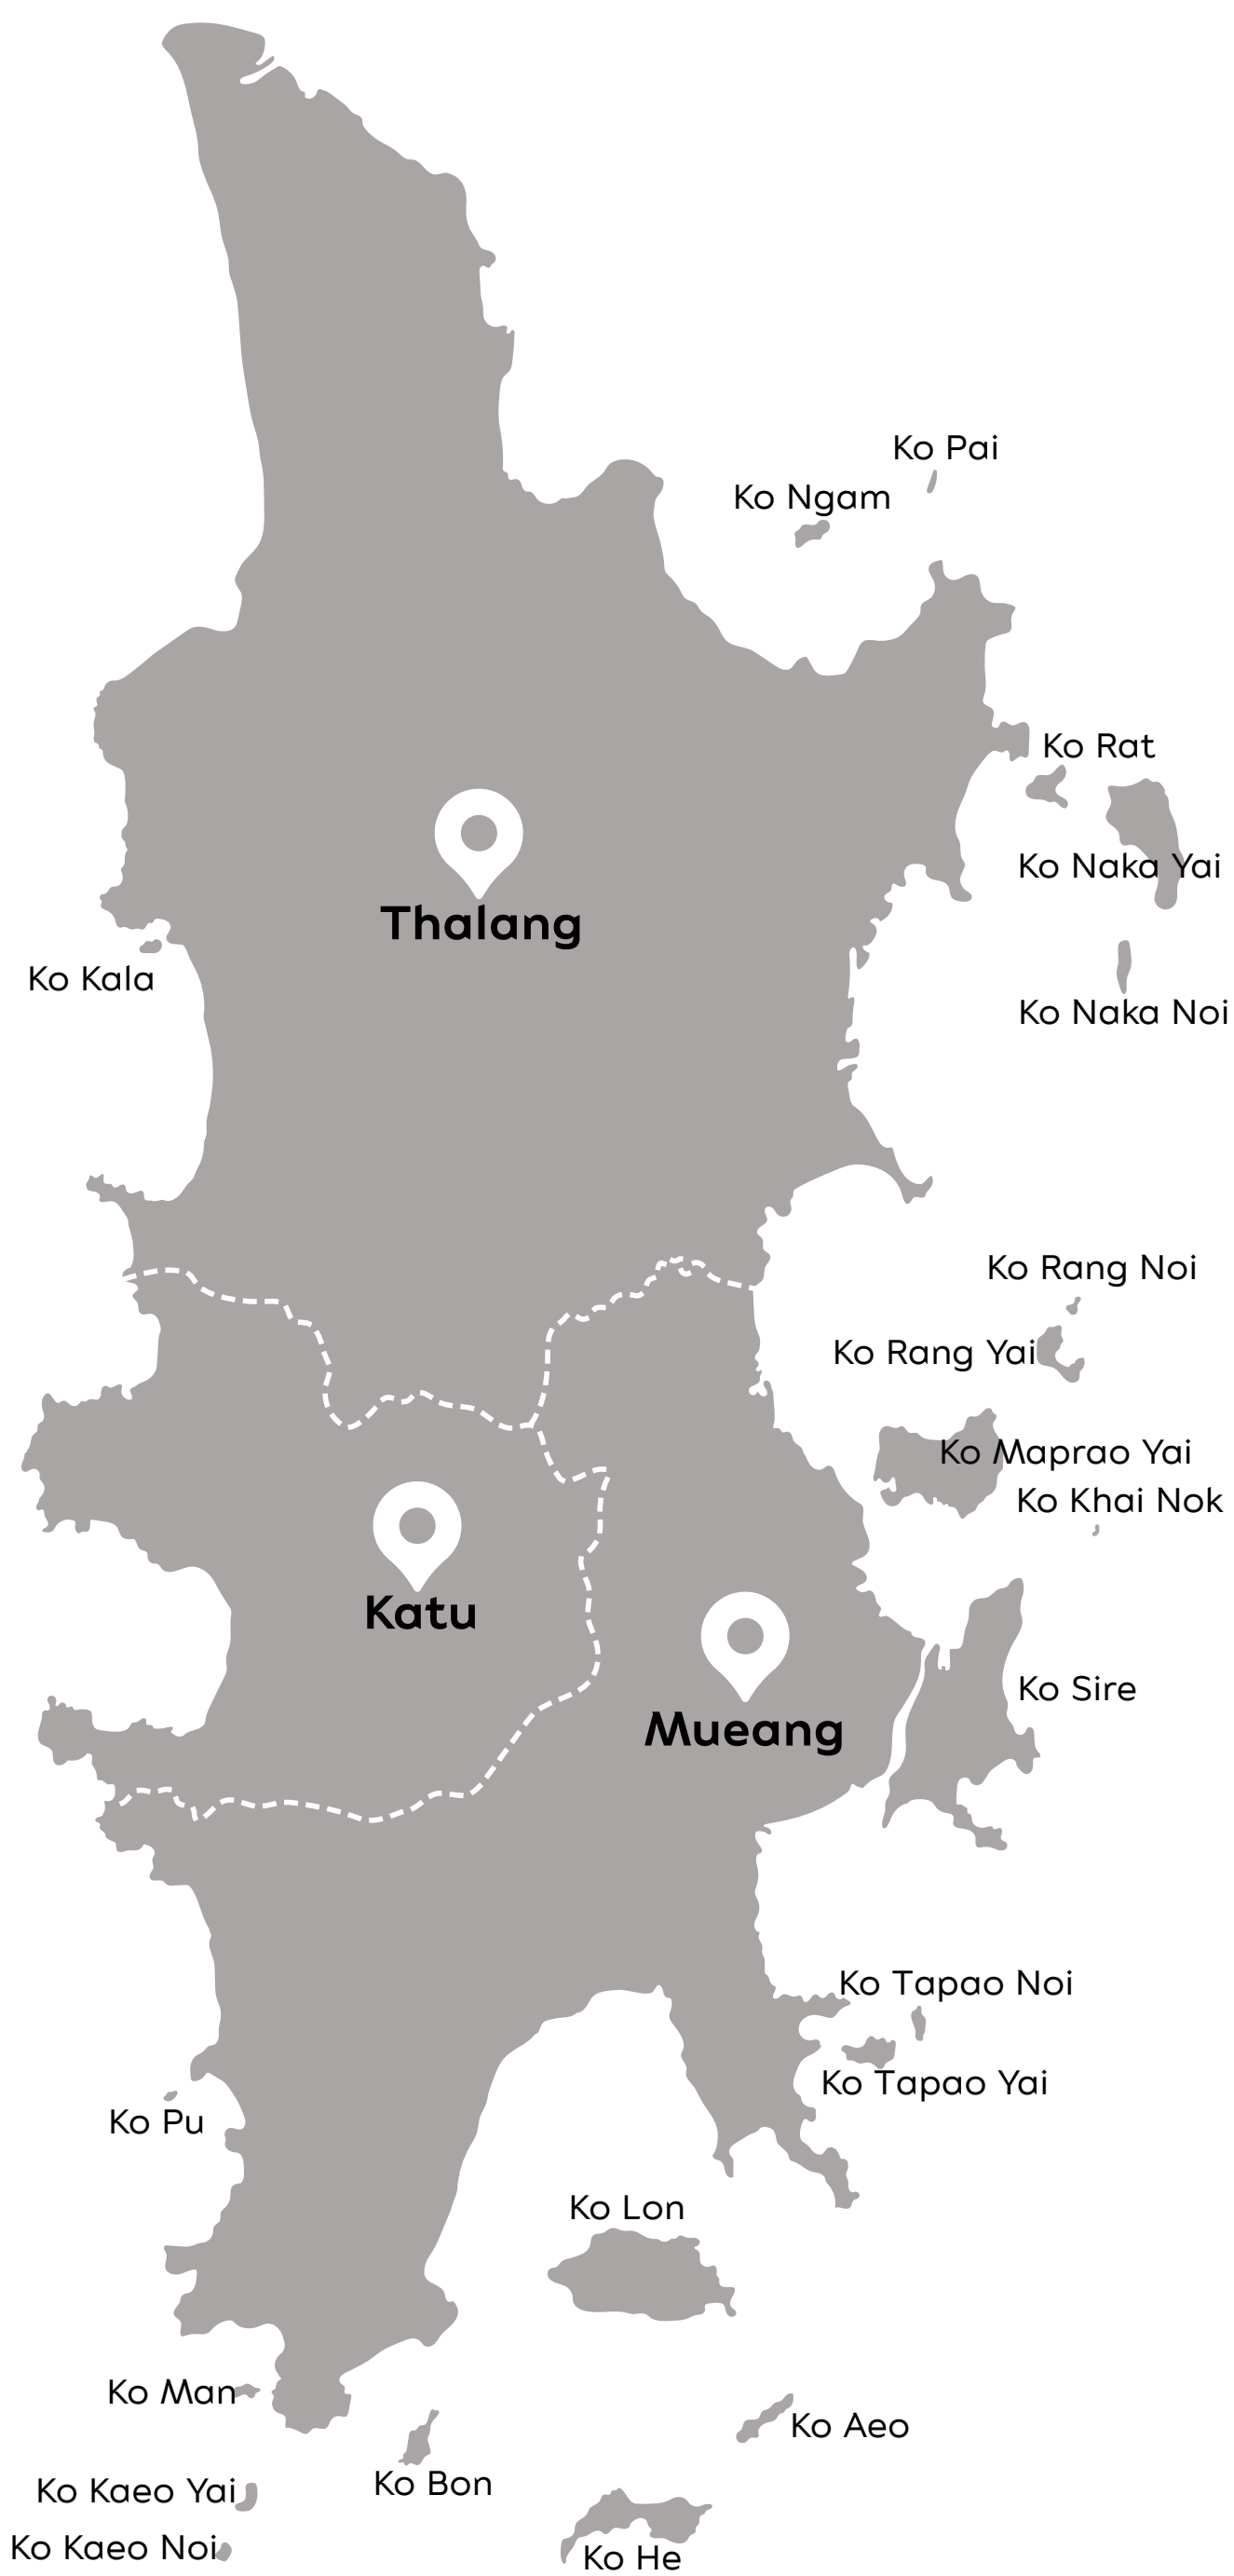 Ko Pai
Ko Ngam
Ko Rat
Ko Naka Yai
Thalang
Ko Kala
Ko Naka Noi
Ko Rang Noi
Ko Rang Yai
Ko Maprao Yai
Ko Khai Nok
Katu
Ko Sire
Mueang
Ko Tapao Noi
Ko Tapao Yai
Ko Pu
Ko Lon
Ko Man
Ko Aeo
Ko Bon
Ko Kaeo Yai
Ko Kaeo Noi
Ko He